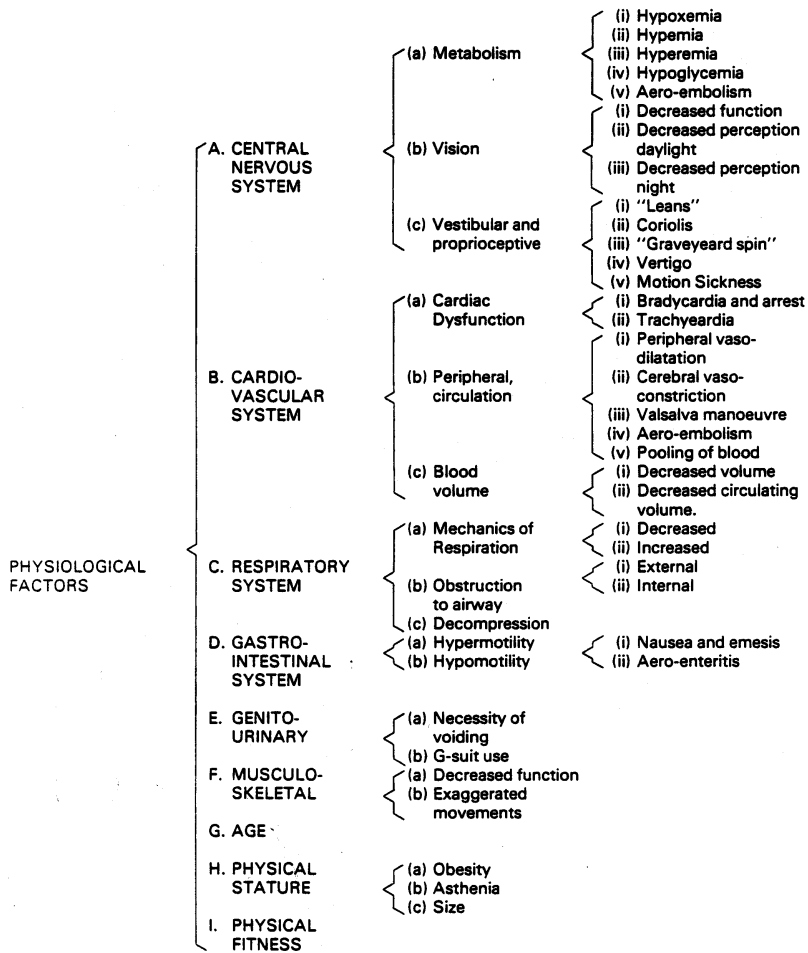 PHYSIOLOGICAL
FACTORS
A. CENTRAL
NERVOUS
SYSTEM
(a) Metabolism
(i) Hypoxemia
(ii) Hypemia
(iii) Hyperemia
(iv) Hypoglycemia
(v) Aero-embolism
(b) Vision
(i) Decreased function
(ii) Decreased perception
daylight
(iii) Decreased perception
night
(c) Vestibular and
proprioceptive
(i) "Leans"
(ii) Coriolis
(iii) "Graveyeard spin"
(iv) Vertigo
(v) Motion Sickness
B. CARDIO-
VASCULAR
SYSTEM
(a) Cardiac
Dysfunction
(i) Bradycardia and arrest
(ii) Trachyeardia
(b) Peripheral,
circulation
(i) Peripheral vaso-
dilatation
(ii) Cerebral vaso-
constriction
(iii) Valsalva manoeuvre
(iv) Aero-embolism
(v) Pooling of blood
(c) Blood
volume
(i) Decreased volume
(ii) Decreased circulating
volume.
C. RESPIRATORY
SYSTEM
(a) Mechanics of
Respiration
(i) Decreased
(ii) Increased
(b) Obstruction
to airway
(i) External
(ii) Internal
(c) Decompression
D. GASTRO-
INTESTINAL
SYSTEM
(a) Hypermotility
(b) Hypomotility
(i) Nausea and emesis
(ii) Aero-enteritis
E. GENITO-
URINARY
(a) Necessity of
voiding
(b) G-suit use
F. MUSCULO-
SKELETAL
(a) Decreased function
(b) Exaggerated
movements
G. AGE
H. PHYSICAL
STATURE
(a) Obesity
(b) Asthenia
(c) Size
I. PHYSICAL
FITNESS